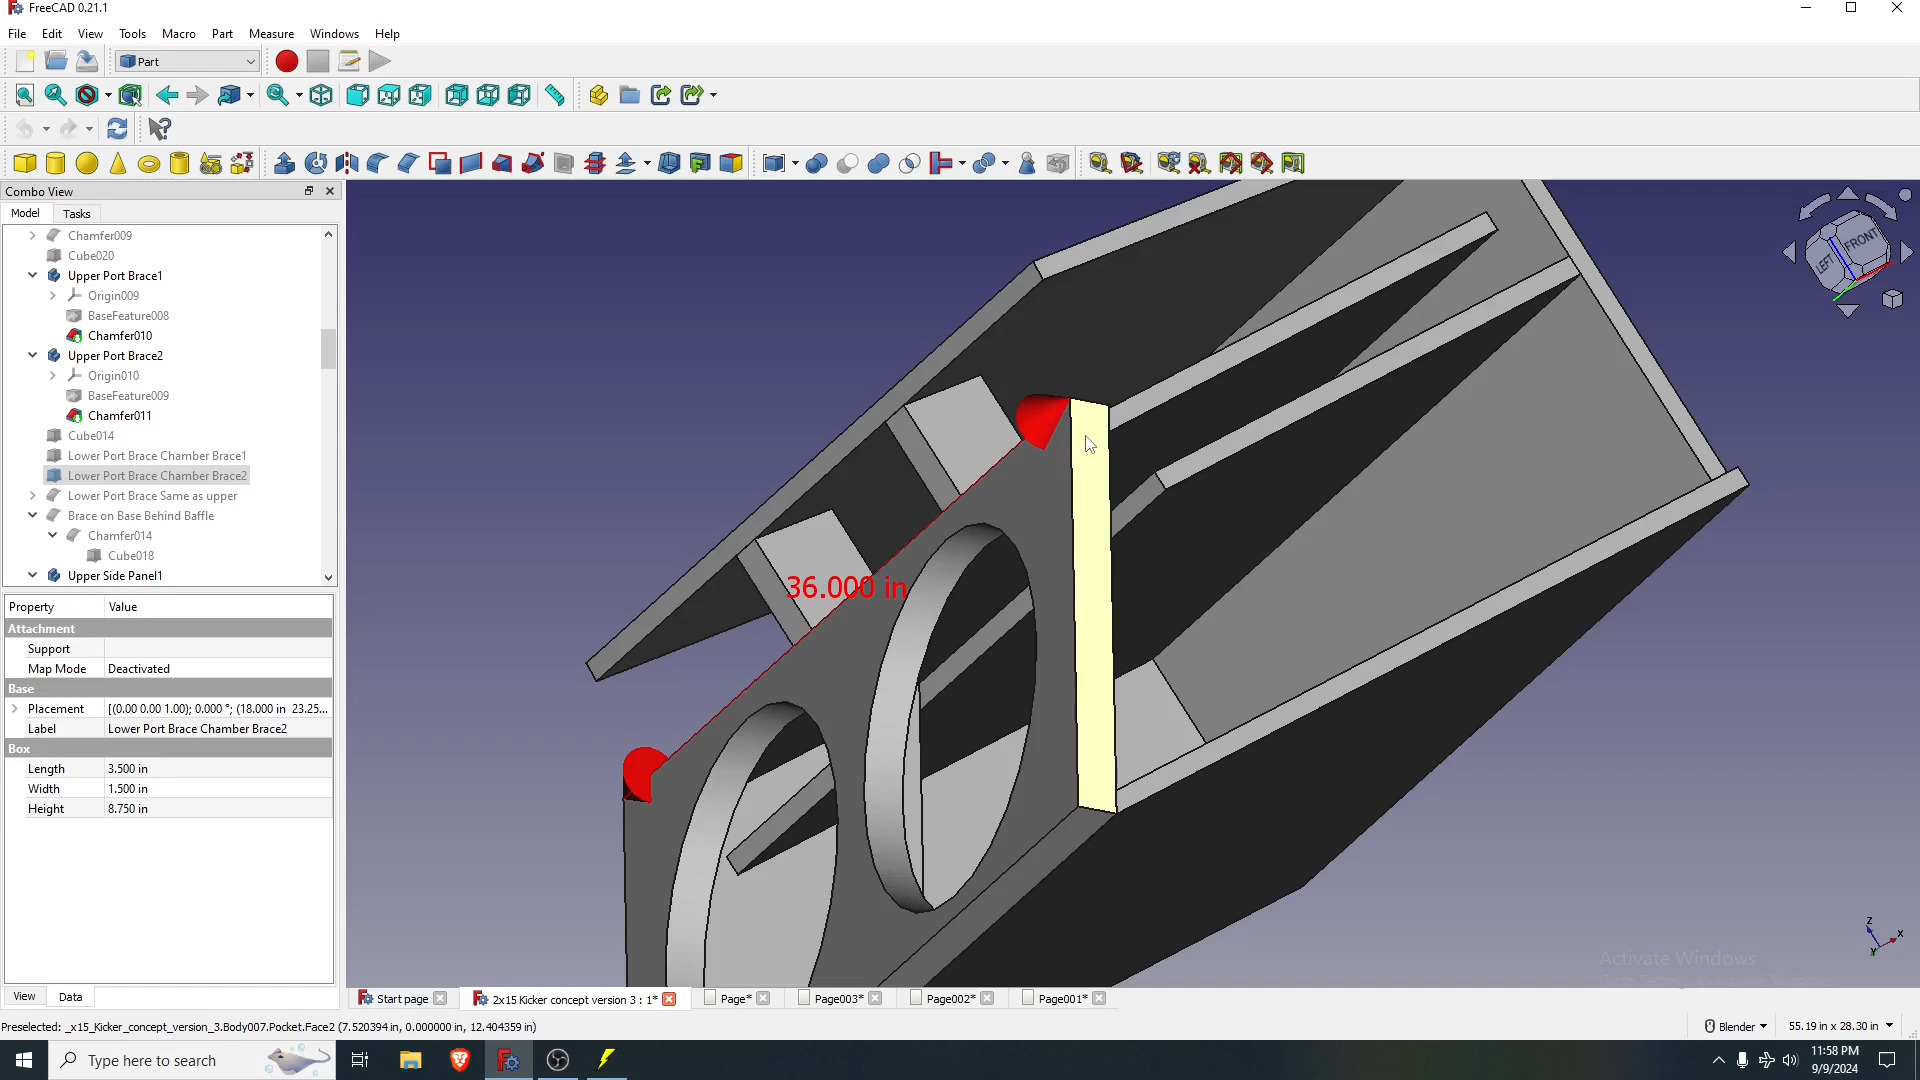 FreeCAD 0.21.1
File Edit View Tools Macro Part Measure Windows Help
Part
Combo View
Model Tasks
Chamfer009
Cube020
Upper Port Brace1
Origin009
BaseFeature008
Chamfer010
Upper Port Brace2
Origin010
BaseFeature009
Chamfer011
Cube014
Lower Port Brace Chamber Brace1
Lower Port Brace Chamber Brace2
Lower Port Brace Same as upper
Brace on Base Behind Baffle
Chamfer014
Cube018
Upper Side Panel1
Property Value
Attachment
Support
Map Mode Deactivated
Base
Placement [(0.00 0.00 1.00); 0.000 °; (18.000 in 23.25...
Label Lower Port Brace Chamber Brace2
Box
Length 3.500 in
Width 1.500 in
Height 8.750 in
View Data
36.000 in
LEFT FRONT
Z
X
Y
Activate Windows
Start page 2x15 Kicker concept version 3 : 1* Page* Page003* Page002* Page001*
Preselected: _x15_Kicker_concept_version_3.Body007.Pocket.Face2 (7.520394 in, 0.000000 in, 12.404359 in)
Blender 55.19 in x 28.30 in
Type here to search
11:58 PM
9/9/2024